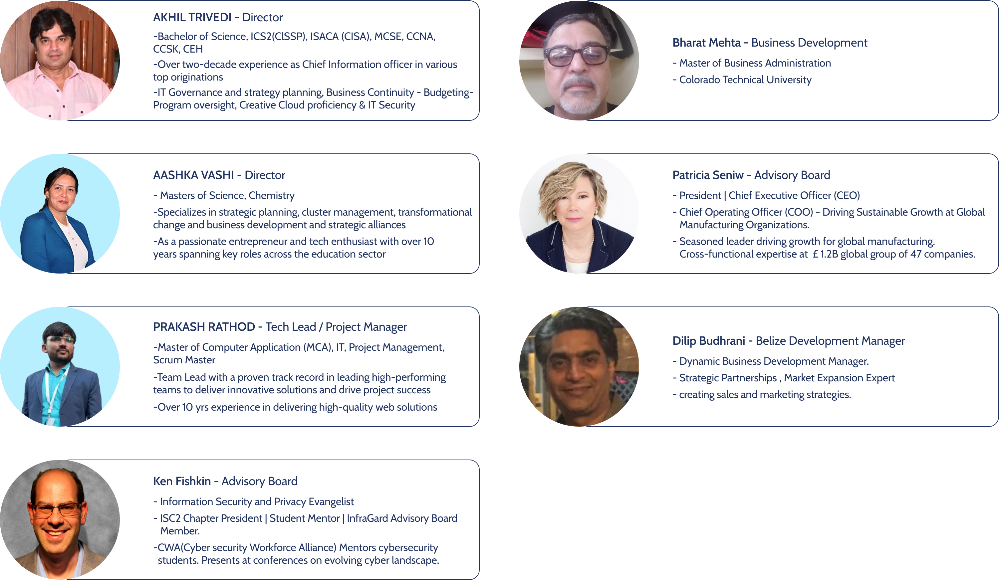 AKHIL TRIVEDI - Director
-Bachelor of Science, ICS2(ClSSP), ISACA (CISA), MCSE, CCNA,
CCSK, CEH
-Over two-decade experience as Chief Information officer in various
top originations
-IT Governance and strategy planning, Business Continuity - Budgeting-
Program oversight, Creative Cloud proficiency & IT Security
Bharat Mehta - Business Development
- Master of Business Administration
- Colorado Technical University
AASHKA VASHI - Director
- Masters of Science, Chemistry
-Specializes in strategic planning, cluster management, transformational
change and business development and strategic alliances
-As a passionate entrepreneur and tech enthusiast with over 10
years spanning key roles across the education sector
Patricia Seniw - Advisory Board
- President | Chief Executive Officer (CEO)
- Chief Operating Officer (COO) - Driving Sustainable Growth at Global
Manufacturing Organizations.
- Seasoned leader driving growth for global manufacturing.
Cross-functional expertise at £ 1.2B global group of 47 companies.
PRAKASH RATHOD - Tech Lead / Project Manager
-Master of Computer Application (MCA), IT, Project Management,
Scrum Master
-Team Lead with a proven track record in leading high-performing
teams to deliver innovative solutions and drive project success
-Over 10 yrs experience in delivering high-quality web solutions
Dilip Budhrani - Belize Development Manager
- Dynamic Business Development Manager.
- Strategic Partnerships , Market Expansion Expert
- creating sales and marketing strategies.
Ken Fishkin - Advisory Board
- Information Security and Privacy Evangelist
- ISC2 Chapter President | Student Mentor | InfraGard Advisory Board
Member.
-CWA(Cyber security Workforce Alliance) Mentors cybersecurity
students. Presents at conferences on evolving cyber landscape.